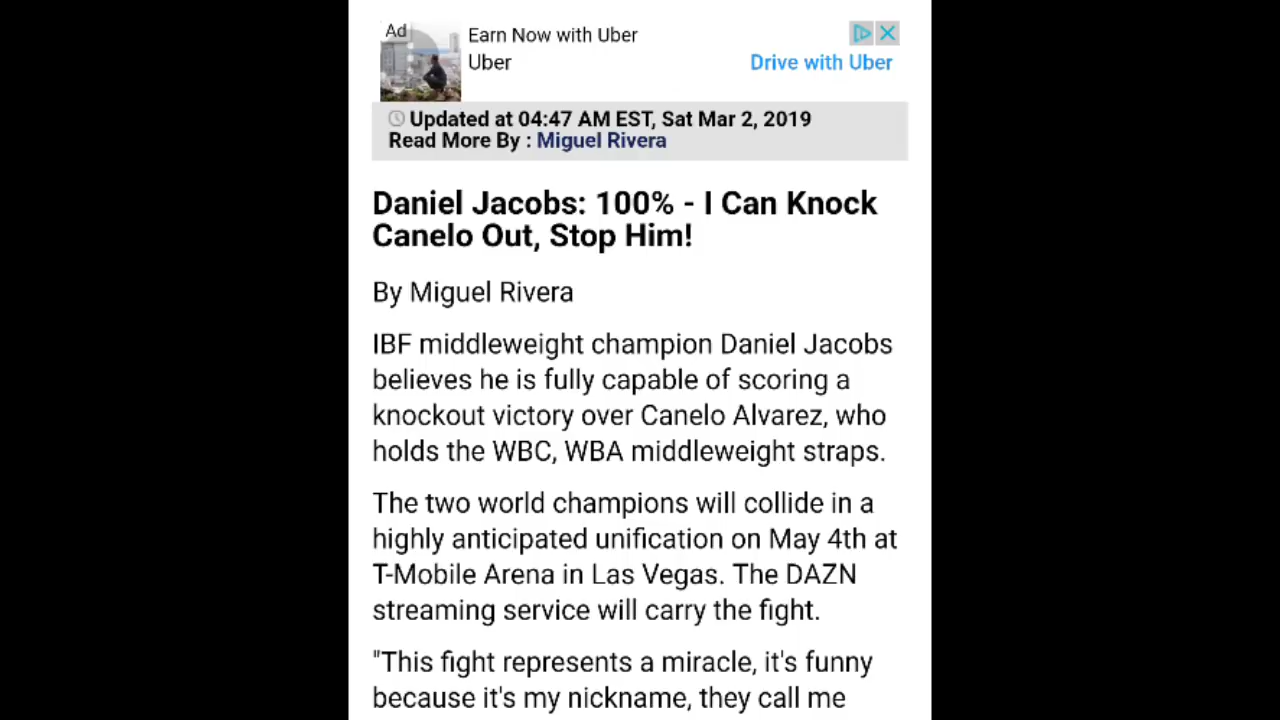 Ad
Earn Now with Uber
Uber
Drive with Uber
Updated at 04:47 AM EST, Sat Mar 2, 2019
Read More By : Miguel Rivera
Daniel Jacobs: 100% - I Can Knock
Canelo Out, Stop Him!
By Miguel Rivera
IBF middleweight champion Daniel Jacobs
believes he is fully capable of scoring a
knockout victory over Canelo Alvarez, who
holds the WBC, WBA middleweight straps.
The two world champions will collide in a
highly anticipated unification on May 4th at
T-Mobile Arena in Las Vegas. The DAZN
streaming service will carry the fight.
"This fight represents a miracle, it's funny
because it's my nickname, they call me